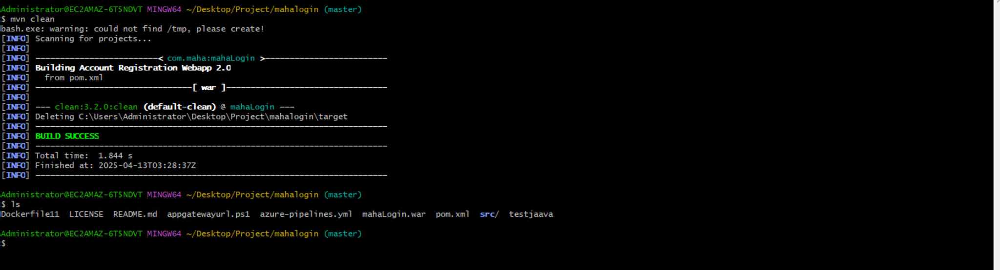 Administrator@EC2AMAZ-6T5NDVT MINGW64 ~/Desktop/Project/mahalogin (master)
$ mvn clean
bash.exe: warning: could not find /tmp, please create!
[INFO] Scanning for projects...
[INFO]
[INFO] -------------------------< com.maha:mahaLogin >-------------------------
[INFO] Building Account Registration Webapp 2.0
[INFO]   from pom.xml
[INFO] --------------------------------[ war ]---------------------------------
[INFO]
[INFO] --- clean:3.2.0:clean (default-clean) @ mahaLogin ---
[INFO] Deleting C:\Users\Administrator\Desktop\Project\mahalogin\target
[INFO] ------------------------------------------------------------------------
[INFO] BUILD SUCCESS
[INFO] ------------------------------------------------------------------------
[INFO] Total time:  1.844 s
[INFO] Finished at: 2025-04-13T03:28:37Z
[INFO] ------------------------------------------------------------------------
Administrator@EC2AMAZ-6T5NDVT MINGW64 ~/Desktop/Project/mahalogin (master)
$ ls
Dockerfile11  LICENSE  README.md  appgatewayurl.ps1  azure-pipelines.yml  mahaLogin.war  pom.xml  src/  testjaava
Administrator@EC2AMAZ-6T5NDVT MINGW64 ~/Desktop/Project/mahalogin (master)
$